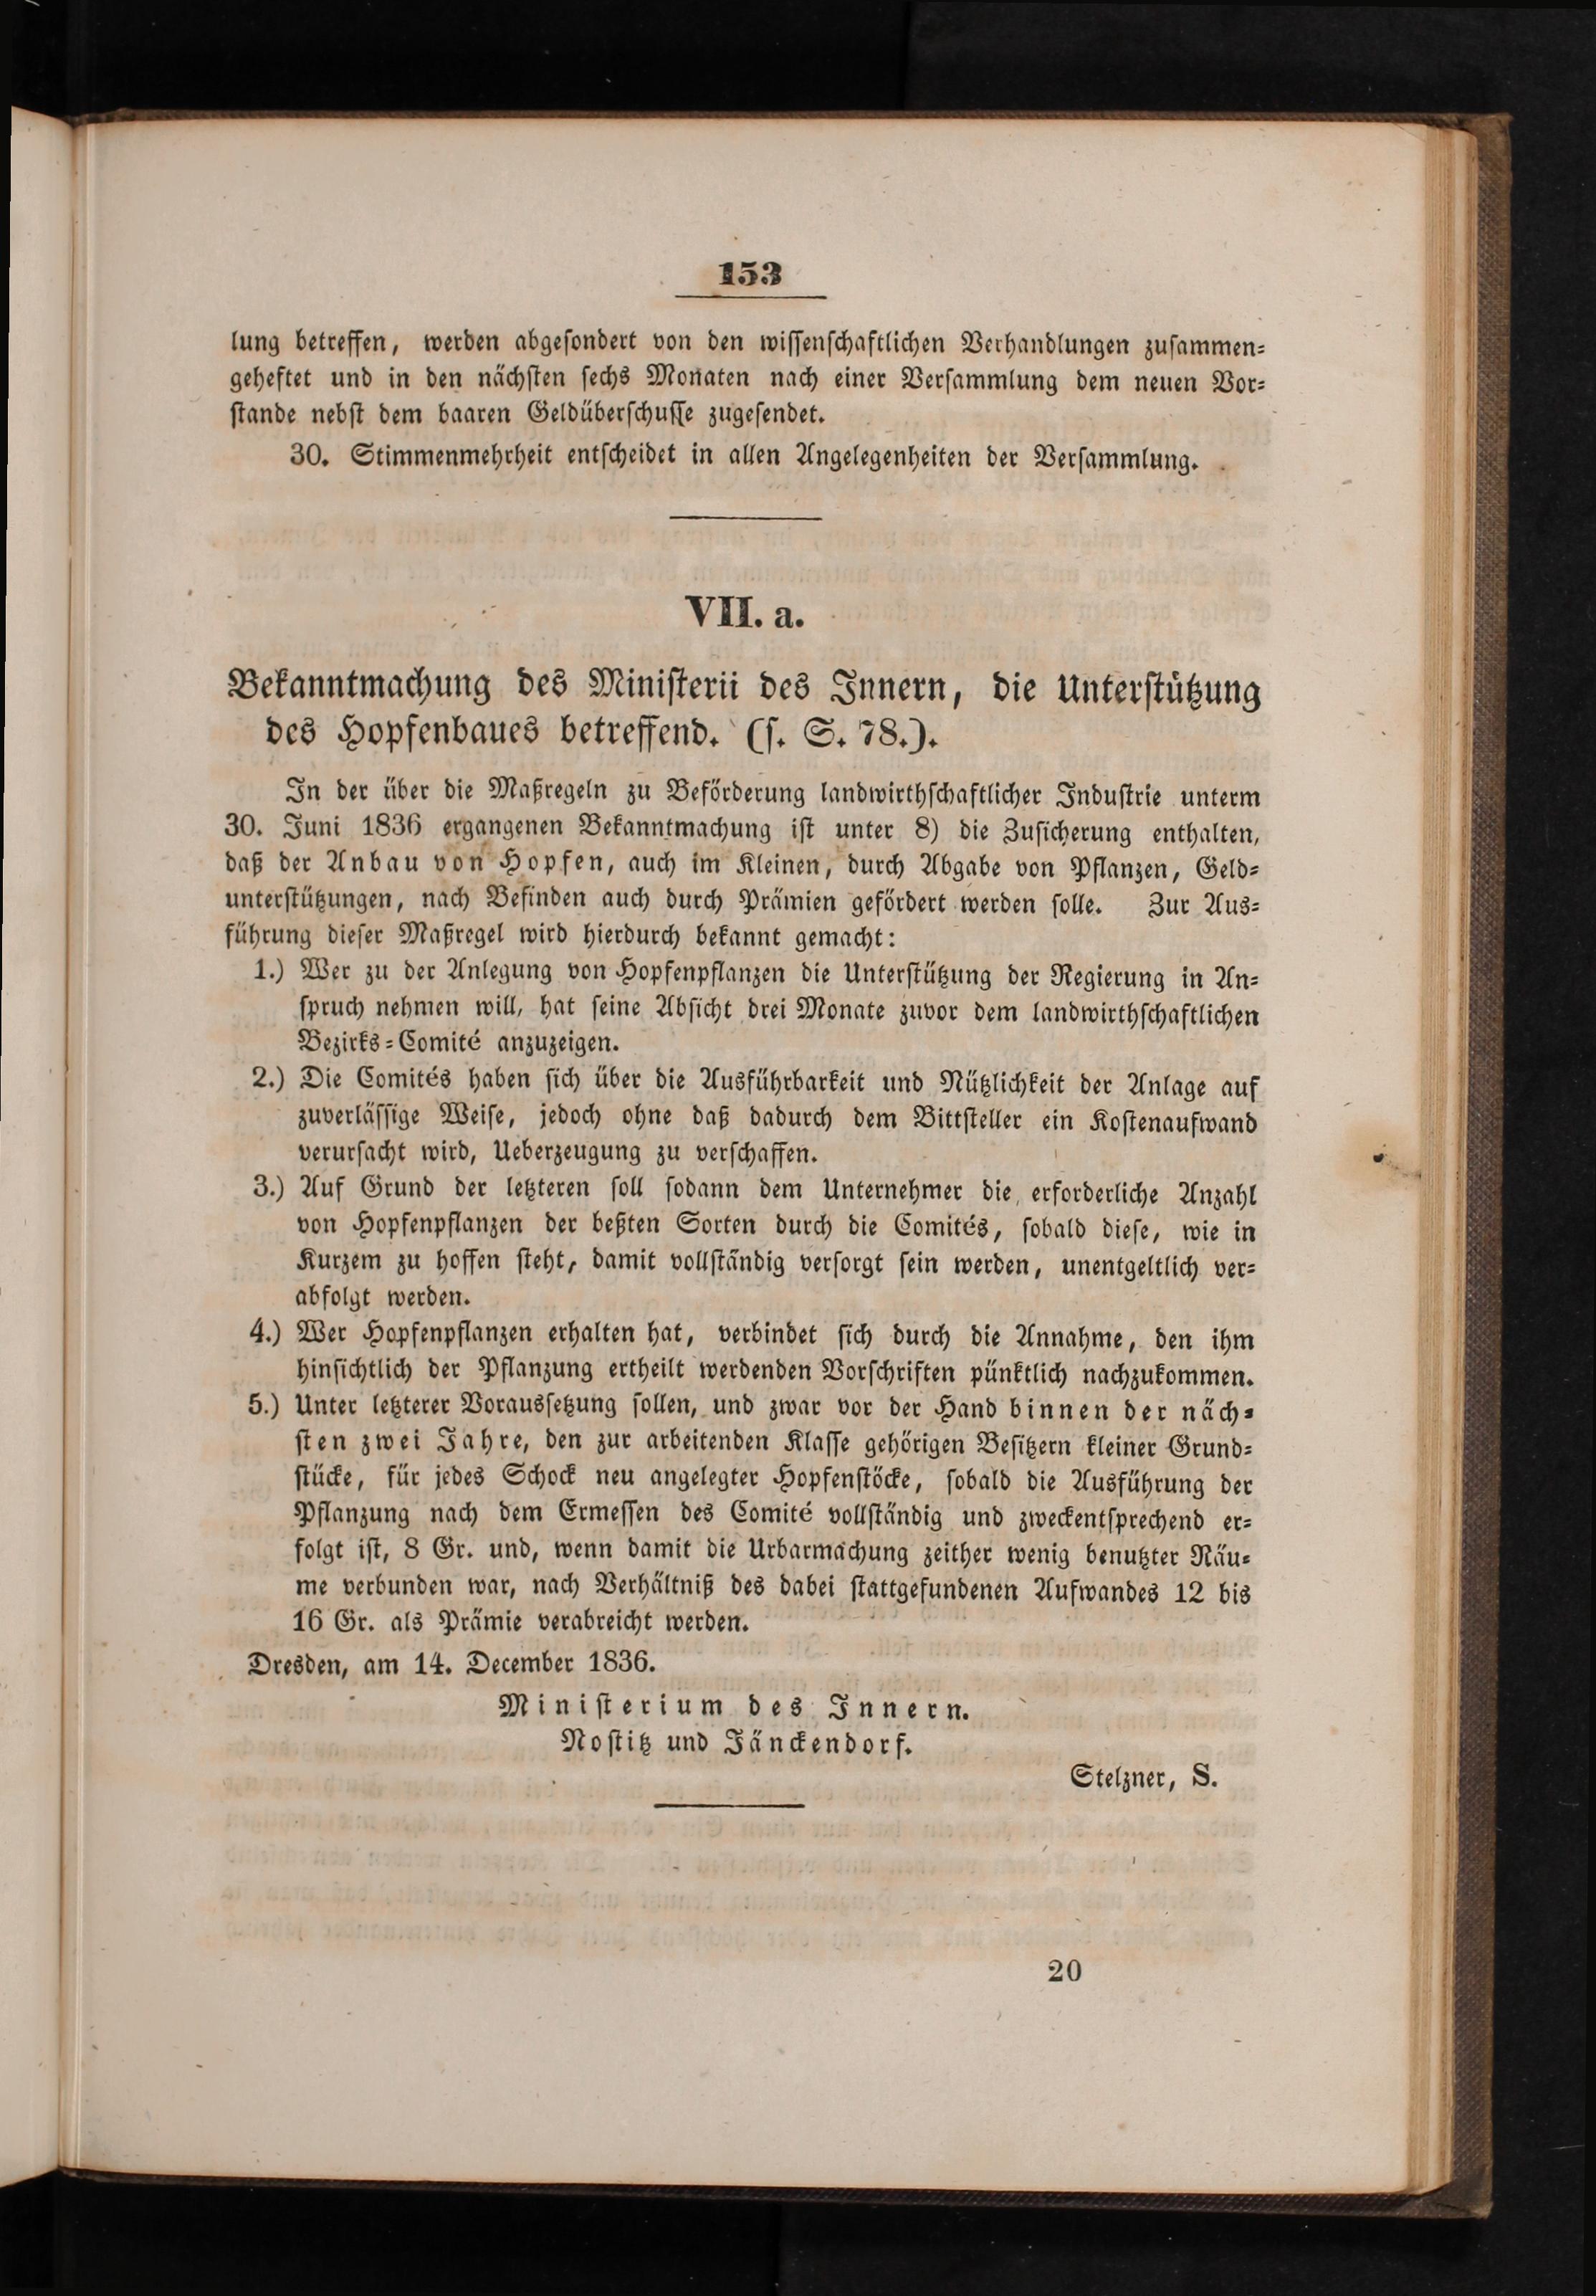 153
lung betreffen, werden abgesondert von den wissenschaftlichen Verhandlungen zusammen-
geheftet und in den nächsten sechs Monaten nach einer Versammlung dem neuen Vor-
stande nebst dem baaren Geldüberschusse zugesendet.
30. Stimmenmehrheit entscheidet in allen Angelegenheiten der Versammlung.
VII. a.
Bekanntmachung des Ministerii des Innern, die Unterstützung
des Hopfenbaues betreffend. (s. S. 78.).
In der über die Maßregeln zu Beförderung landwirthschaftlicher Industrie unterm
30. Juni 1836 ergangenen Bekanntmachung ist unter 8) die Zusicherung enthalten,
daß der Anbau von Hopfen, auch im Kleinen, durch Abgabe von Pflanzen, Geld-
unterstützungen, nach Befinden auch durch Prämien gefördert werden solle. Zur Aus-
führung dieser Maßregel wird hierdurch bekannt gemacht:
1.) Wer zu der Anlegung von Hopfenpflanzen die Unterstützung der Regierung in An-
spruch nehmen will, hat seine Absicht drei Monate zuvor dem landwirthschaftlichen
Bezirks-Comité anzuzeigen.
2.) Die Comités haben sich über die Ausführbarkeit und Nützlichkeit der Anlage auf
zuverlässige Weise, jedoch ohne daß dadurch dem Bittsteller ein Kostenaufwand
verursacht wird, Ueberzeugung zu verschaffen.
3.) Auf Grund der letzteren soll sodann dem Unternehmer die erforderliche Anzahl
von Hopfenpflanzen der beßten Sorten durch die Comités, sobald diese, wie in
Kurzem zu hoffen steht, damit vollständig versorgt sein werden, unentgeltlich ver-
abfolgt werden.
4.) Wer Hopfenpflanzen erhalten hat, verbindet sich durch die Annahme, den ihm
hinsichtlich der Pflanzung ertheilt werdenden Vorschriften pünktlich nachzukommen.
5.) Unter letzterer Voraussetzung sollen, und zwar vor der Hand binnen der näch-
sten zwei Jahre, den zur arbeitenden Klasse gehörigen Besitzern kleiner Grund-
stücke, für jedes Schock neu angelegter Hopfenstöcke, sobald die Ausführung der
Pflanzung nach dem Ermessen des Comité vollständig und zweckentsprechend er-
folgt ist, 8 Gr. und, wenn damit die Urbarmachung zeither wenig benutzter Räu-
me verbunden war, nach Verhältniß des dabei stattgefundenen Aufwandes 12 bis
16 Gr. als Prämie verabreicht werden.
Dresden, am 14. December 1836.
Ministerium des Innern.
Nostitz und Jänckendorf.
Stelzner, S.
20